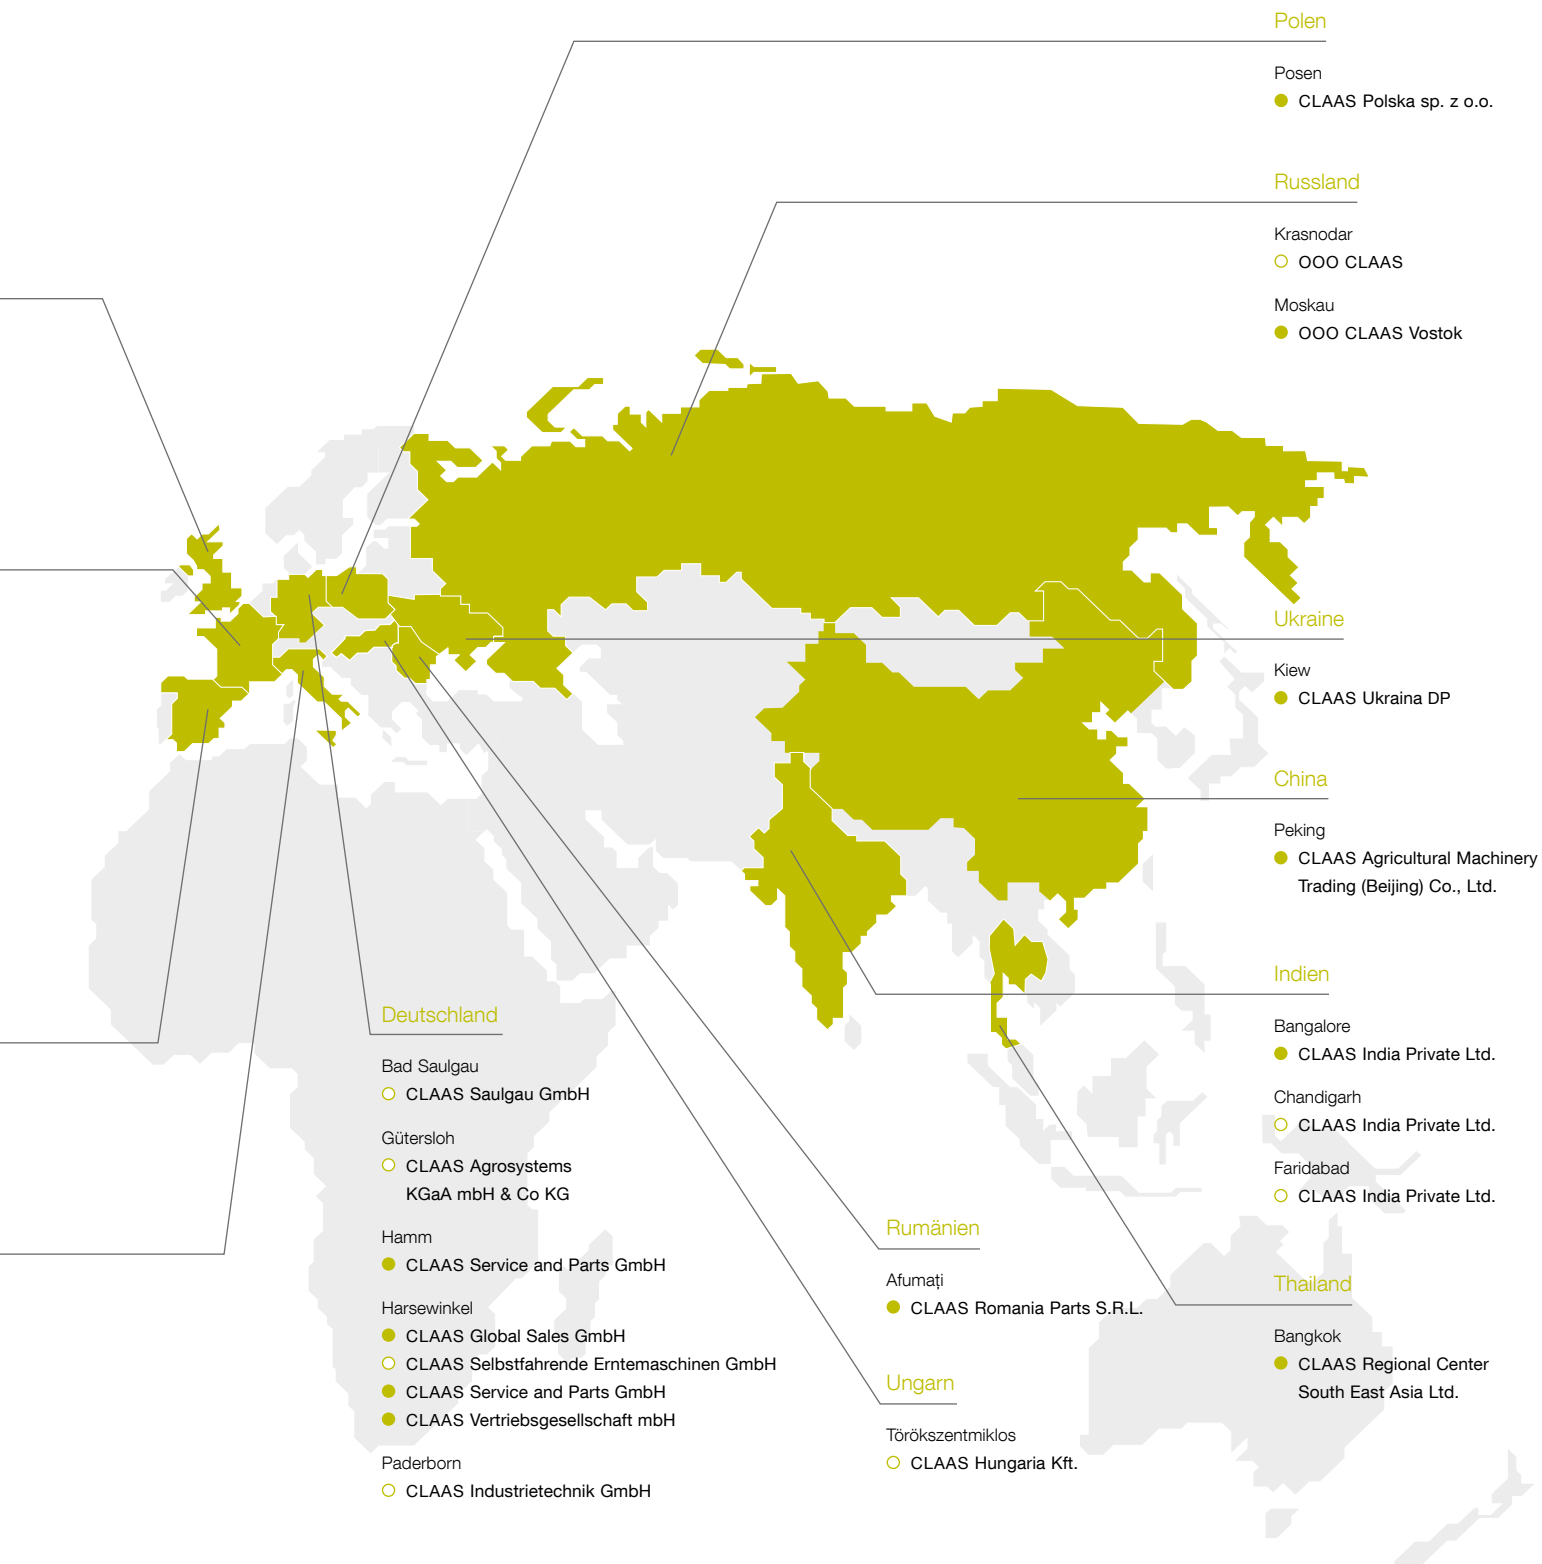 Polen
Posen
CLAAS Polska sp. z o.o.
Russland
Krasnodar
OOO CLAAS
Moskau
OOO CLAAS Vostok
Ukraine
Kiew
CLAAS Ukraina DP
China
Peking
CLAAS Agricultural Machinery
Trading (Beijing) Co., Ltd.
Indien
Bangalore
CLAAS India Private Ltd.
Chandigarh
CLAAS India Private Ltd.
Faridabad
CLAAS India Private Ltd.
Thailand
Bangkok
CLAAS Regional Center
South East Asia Ltd.
Deutschland
Bad Saulgau
CLAAS Saulgau GmbH
Gütersloh
CLAAS Agrosystems
KGaA mbH & Co KG
Hamm
CLAAS Service and Parts GmbH
Harsewinkel
CLAAS Global Sales GmbH
CLAAS Selbstfahrende Erntemaschinen GmbH
CLAAS Service and Parts GmbH
CLAAS Vertriebsgesellschaft mbH
Paderborn
CLAAS Industrietechnik GmbH
Rumänien
Afumați
CLAAS Romania Parts S.R.L.
Ungarn
Törökszentmiklos
CLAAS Hungaria Kft.